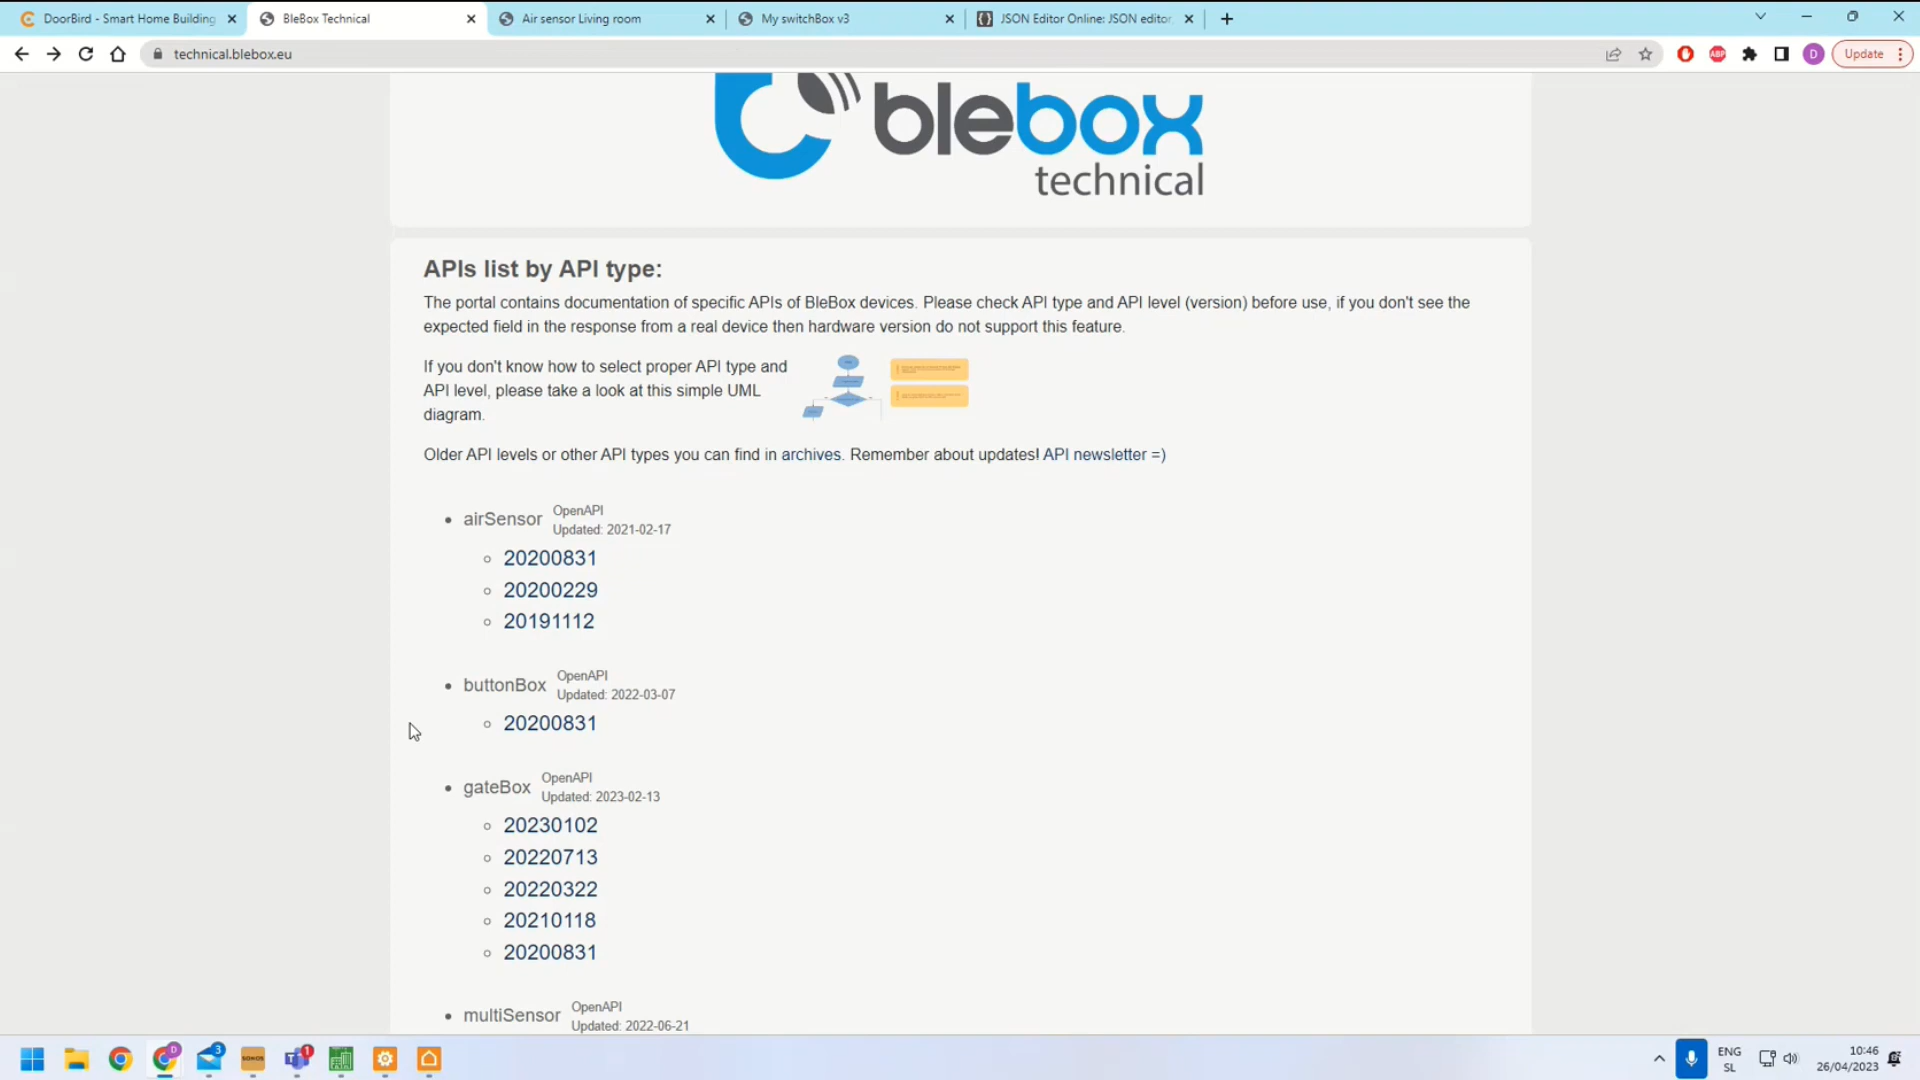 DoorBird - Smart Home Building
BleBox Technical
Air sensor Living room
My switchBox v3
JSON Editor Online: JSON editor
technical.blebox.eu
ABP
D
Update
blebox
technical
APIs list by API type:
The portal contains documentation of specific APIs of BleBox devices. Please check API type and API level (version) before use, if you don't see the
expected field in the response from a real device then hardware version do not support this feature.
If you don't know how to select proper API type and
API level, please take a look at this simple UML
diagram.
Older API levels or other API types you can find in archives. Remember about updates! API newsletter =)
airSensor OpenAPI
Updated: 2021-02-17
20200831
20200229
20191112
buttonBox OpenAPI
Updated: 2022-03-07
20200831
gateBox OpenAPI
Updated: 2023-02-13
20230102
20220713
20220322
20210118
20200831
multiSensor OpenAPI
Updated: 2022-06-21
D
3
SONOS
1
ENG
SL
10:46
26/04/2023